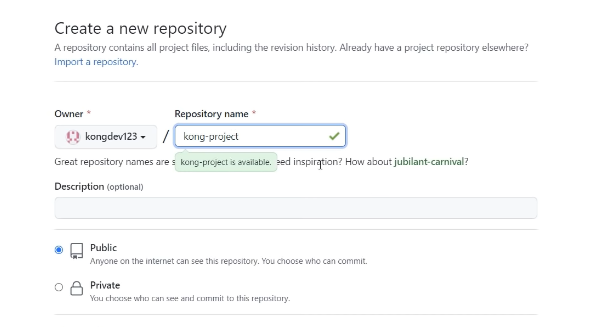 Create a new repository
A repository contains all project files, including the revision history. Already have a project repository elsewhere?
Import a repository.
Owner * Repository name *
kongdev123 / kong-project
Great repository names are s eed inspiration? How about jubilant-carnival?
kong-project is available.
Description (optional)
Public
Anyone on the internet can see this repository. You choose who can commit.
Private
You choose who can see and commit to this repository.